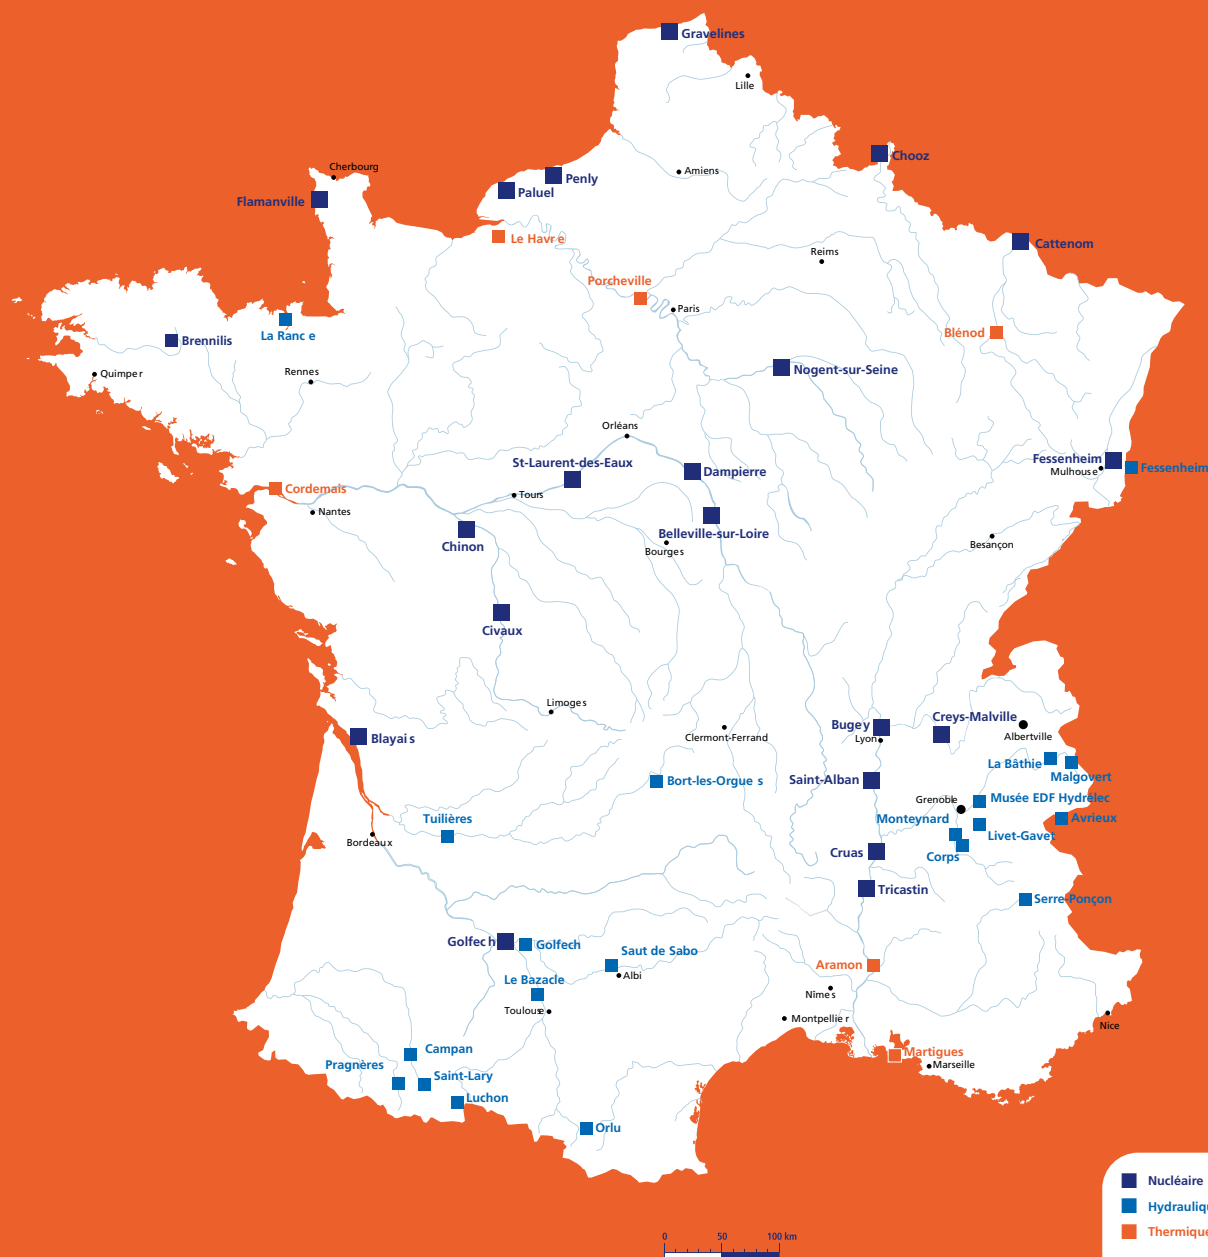 Gravelines
Lille
Chooz
Cherbourg
Amiens
Penly
Paluel
Flamanville
Le Havre
Cattenom
Reims
Porcheville
Paris
La Rance
Brennilis
Blénod
Quimper
Rennes
Nogent-sur-Seine
Orléans
St-Laurent-des-Eaux
Dampierre
Fessenheim
Fessenheim
Mulhouse
Cordemais
Tours
Nantes
Belleville-sur-Loire
Chinon
Bourges
Besançon
Civaux
Limoges
Creys-Malville
Bugey
Lyon
Albertville
Clermont-Ferrand
Blayais
La Bâthie
Malgovert
Saint-Alban
Bort-les-Orgues
Grenoble
Musée EDF Hydrélec
Tuilières
Monteynard
Avrieux
Livet-Gavet
Bordeaux
Cruas
Corps
Tricastin
Serre-Ponçon
Golfech
Golfech
Saut de Sabo
Aramon
Albi
Le Bazacle
Nîmes
Toulouse
Montpellier
Nice
Campan
Martigues
Pragnères
Marseille
Saint-Lary
Luchon
Orlu
Nucléaire
Hydrauliqu
Thermique
0 50 100 km